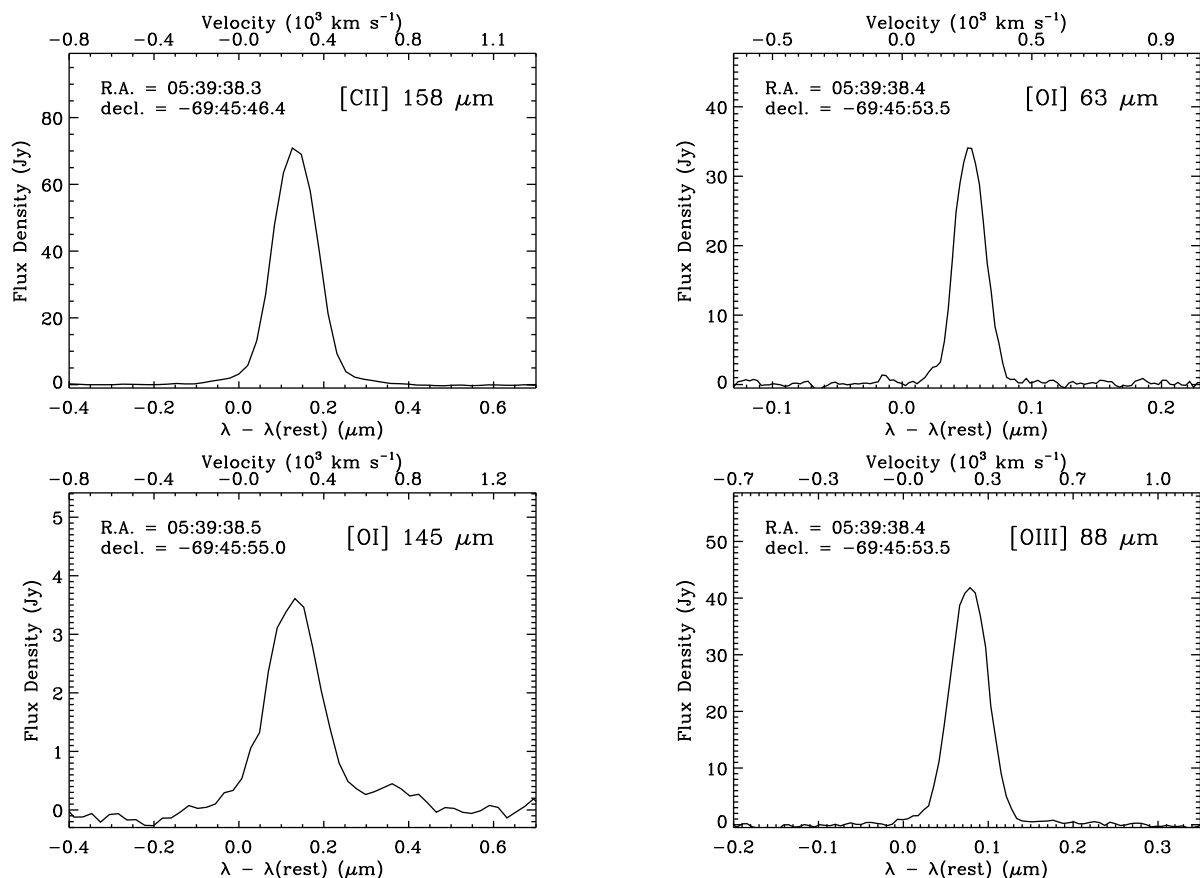 Velocity (10³ km s⁻¹)
−0.8 −0.4 −0.0 0.4 0.8 1.1
R.A. = 05:39:38.3
decl. = −69:45:46.4
[CII] 158 μm
Flux Density (Jy)
80
60
40
20
0
−0.4 −0.2 0.0 0.2 0.4 0.6
λ − λ(rest) (μm)
Velocity (10³ km s⁻¹)
−0.5 0.0 0.5 0.9
R.A. = 05:39:38.4
decl. = −69:45:53.5
[OI] 63 μm
Flux Density (Jy)
40
30
20
10
0
−0.1 0.0 0.1 0.2
λ − λ(rest) (μm)
Velocity (10³ km s⁻¹)
−0.8 −0.4 −0.0 0.4 0.8 1.2
R.A. = 05:39:38.5
decl. = −69:45:55.0
[OI] 145 μm
Flux Density (Jy)
5
4
3
2
1
0
−0.4 −0.2 0.0 0.2 0.4 0.6
λ − λ(rest) (μm)
Velocity (10³ km s⁻¹)
−0.7 −0.3 −0.0 0.3 0.7 1.0
R.A. = 05:39:38.4
decl. = −69:45:53.5
[OIII] 88 μm
Flux Density (Jy)
50
40
30
20
10
0
−0.2 −0.1 0.0 0.1 0.2 0.3
λ − λ(rest) (μm)